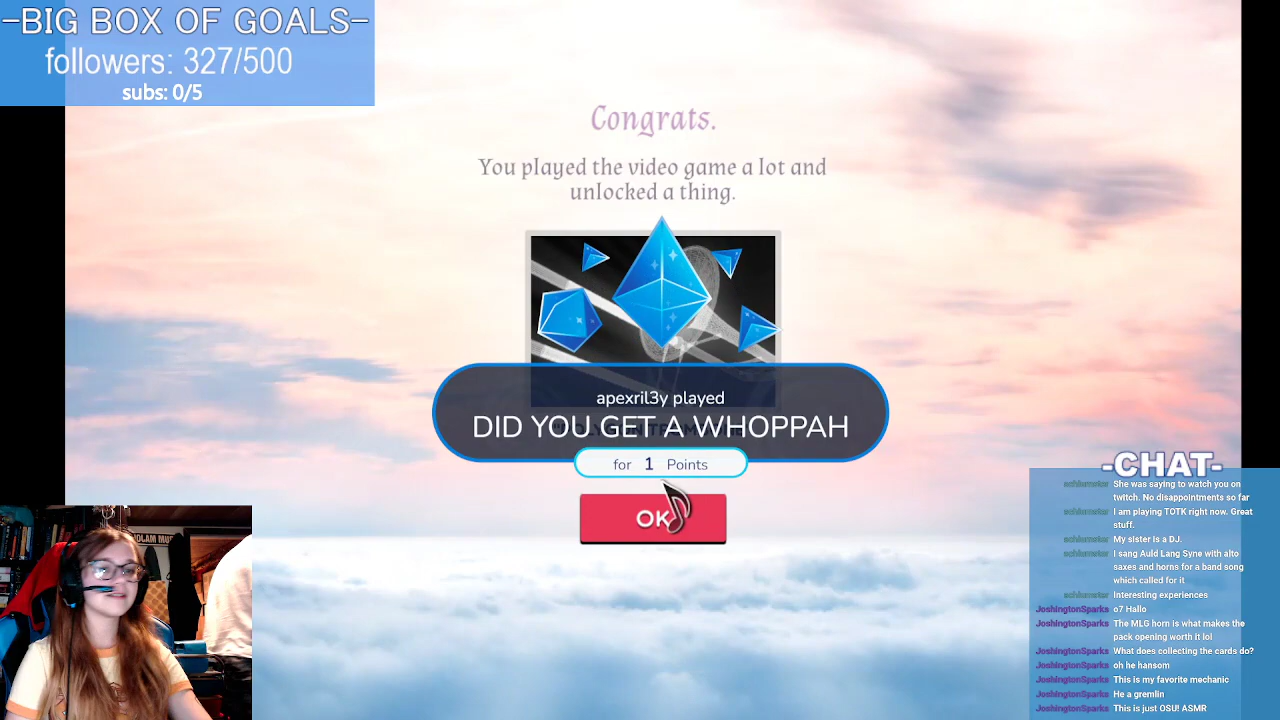 -BIG BOX OF GOALS-
followers: 327/500
subs: 0/5
Congrats.
You played the video game a lot and
unlocked a thing.
apexril3y played
DID YOU GET A WHOPPAH
for 1 Points
OK
-CHAT-
schlumster She was saying to watch you on
twitch. No disappointments so far
schlumster I am playing TOTK right now. Great
stuff.
schlumster My sister is a DJ.
schlumster I sang Auld Lang Syne with alto
saxes and horns for a band song
which called for it
schlumster Interesting experiences
JoshingtonSparks o7 Hallo
JoshingtonSparks The MLG horn is what makes the
pack opening worth it lol
JoshingtonSparks What does collecting the cards do?
JoshingtonSparks oh he hansom
JoshingtonSparks This is my favorite mechanic
JoshingtonSparks He a gremlin
JoshingtonSparks This is just OSU! ASMR